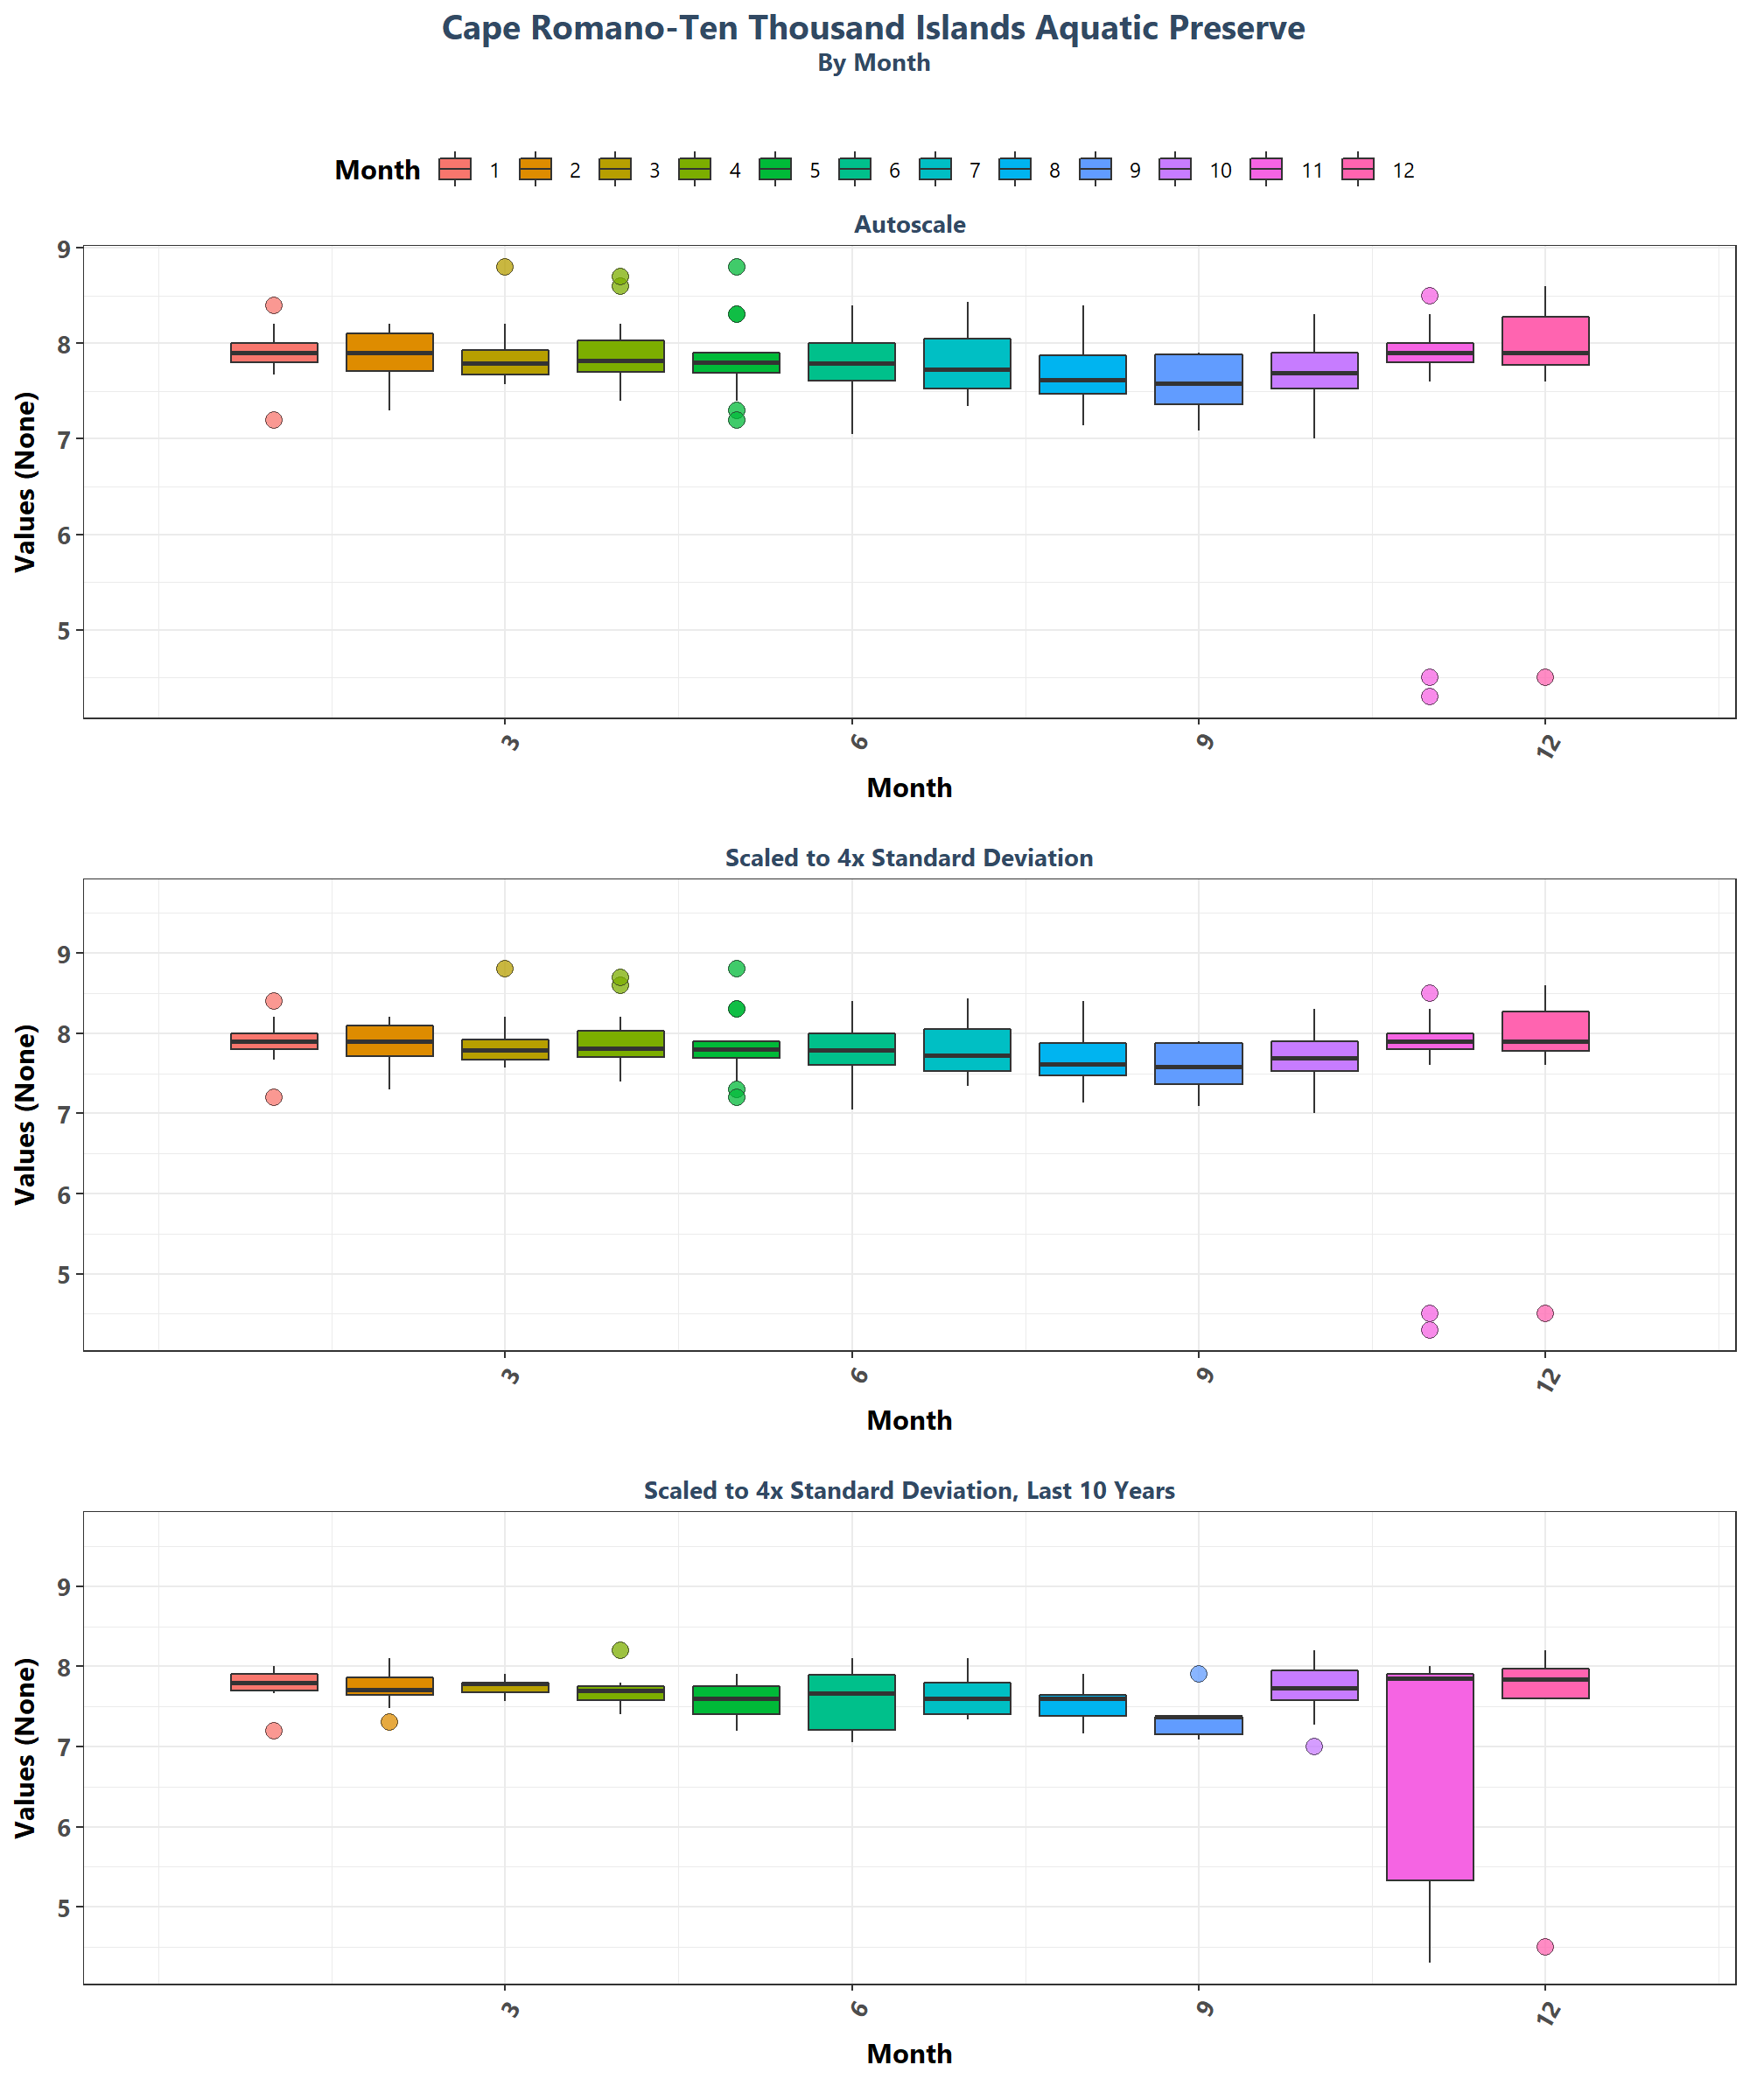 Cape Romano-Ten Thousand Islands Aquatic Preserve
By Month
Month 1 2 3 4 5 6 7 8 9 10 11 12
Autoscale
Values (None)
9
8
7
6
5
3 6 9 12
Month
Scaled to 4x Standard Deviation
Values (None)
9
8
7
6
5
3 6 9 12
Month
Scaled to 4x Standard Deviation, Last 10 Years
Values (None)
9
8
7
6
5
3 6 9 12
Month